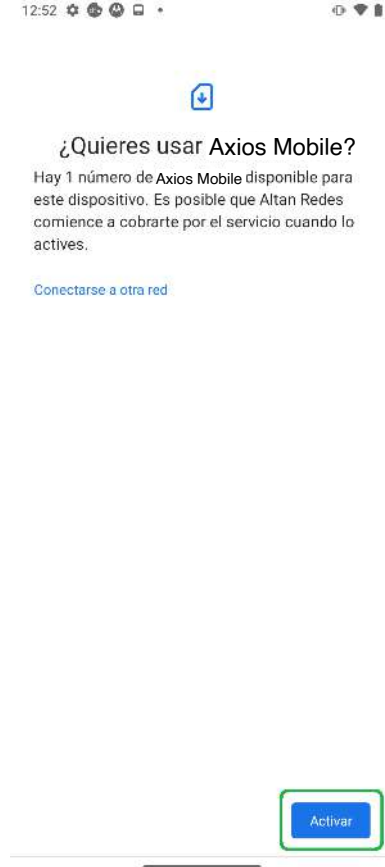 12:52
¿Quieres usar Axios Mobile?
Hay 1 número de Axios Mobile disponible para
este dispositivo. Es posible que Altan Redes
comience a cobrarte por el servicio cuando lo
actives.
Conectarse a otra red
Activar